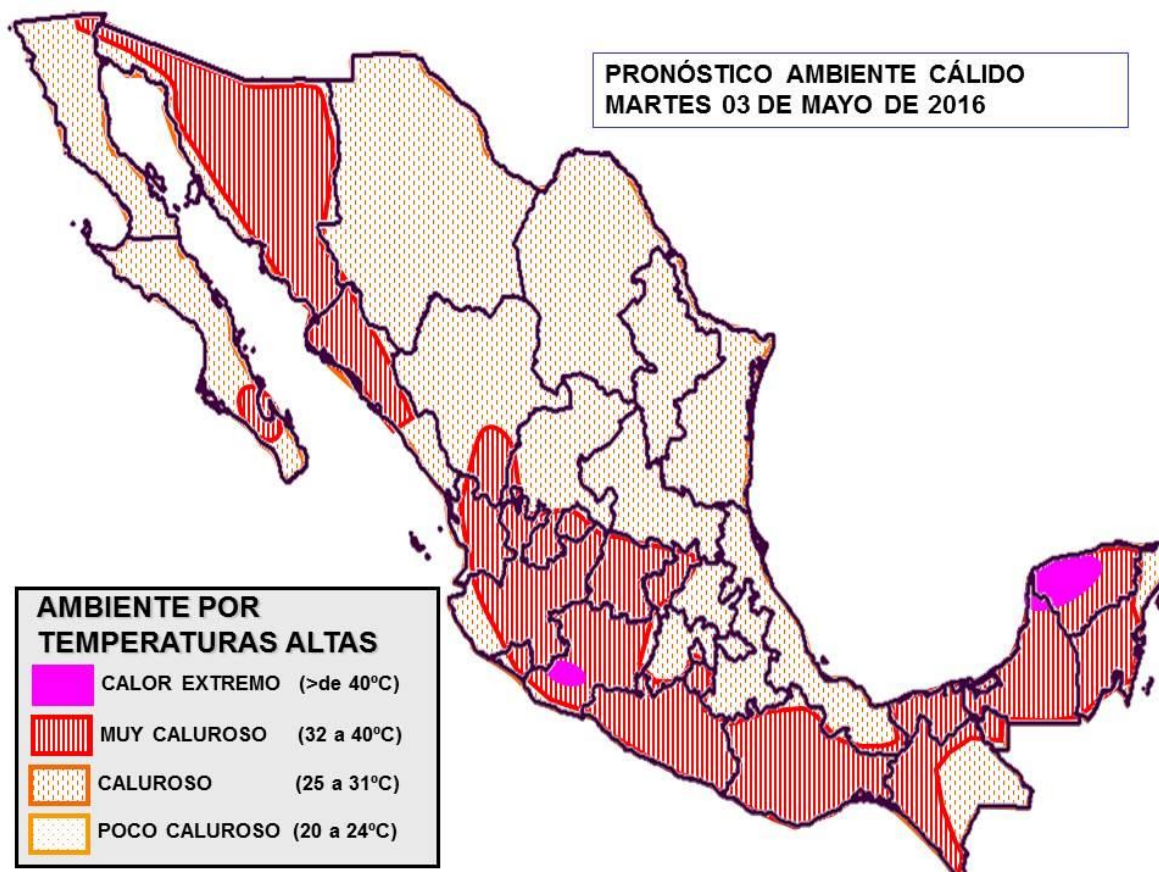 PRONÓSTICO AMBIENTE CÁLIDO
MARTES 03 DE MAYO DE 2016
AMBIENTE POR
TEMPERATURAS ALTAS
CALOR EXTREMO (>de 40ºC)
MUY CALUROSO (32 a 40ºC)
CALUROSO (25 a 31ºC)
POCO CALUROSO (20 a 24ºC)